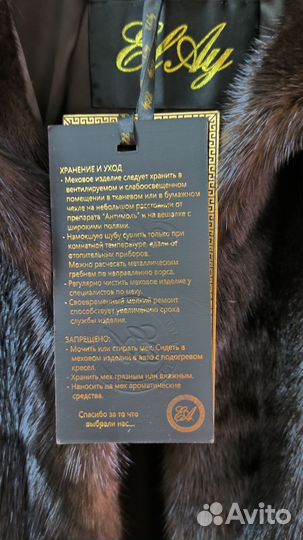 ElAy
ХРАНЕНИЕ И УХОД
- Меховое изделие следует хранить в
вентилируемом и слабоосвещенном
помещении в тканевом или в бумажном
чехле на небольшом расстоянии от
препарата "Антимоль" и на вешалке с
широкими полями.
- Намокшую шубу сушить только при
комнатной температуре, вдали от
отопительных приборов.
Можно расчесать металлическим
гребнем по направлению ворса.
- Регулярно чистить меховое изделие у
специалистов по меху.
- Своевременный мелкий ремонт
способствует увеличению срока
службы изделия.
ЗАПРЕЩЕНО:
- Мочить или стирать мех. Сидеть в
меховом изделии в авто с подогревом
кресел.
- Хранить мех грязным или влажным.
- Наносить на мех ароматические
средства.
Спасибо за то что
выбрали нас...
EA
Avito